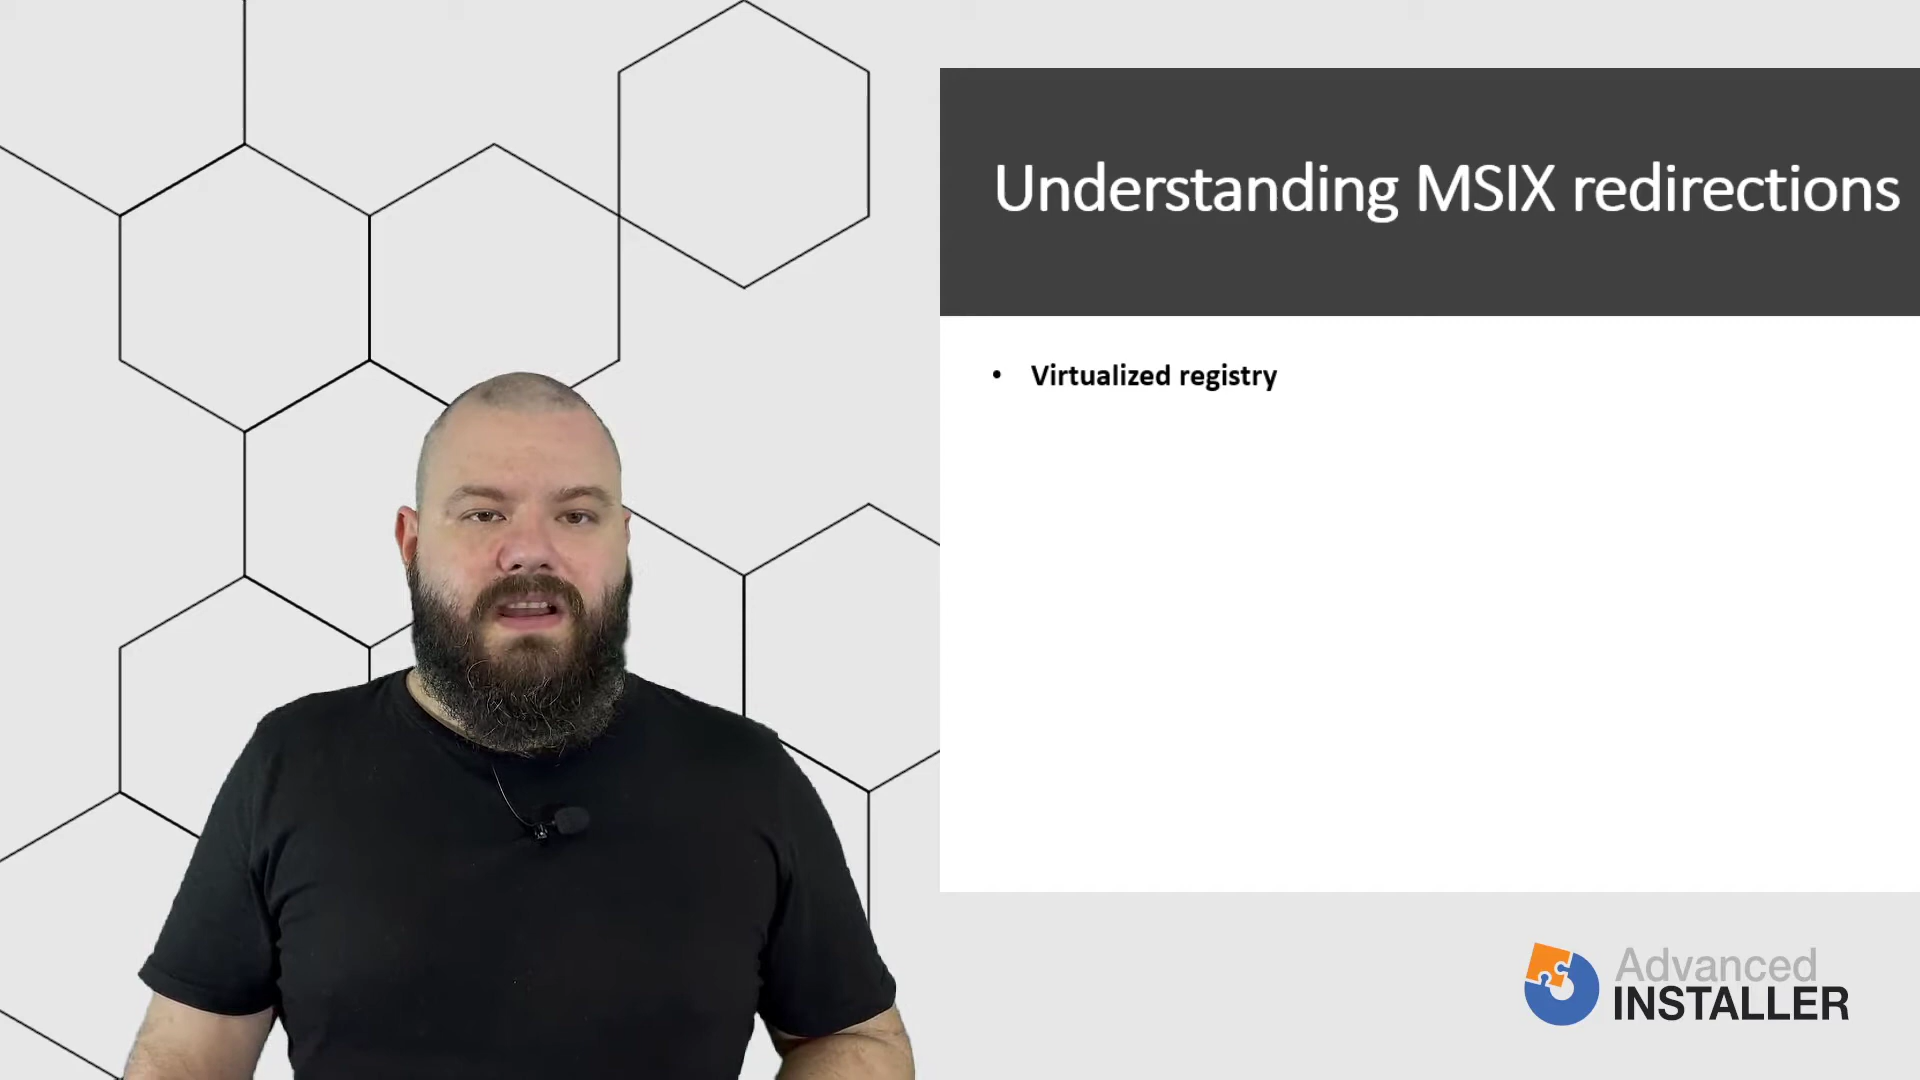 Understanding MSIX redirections
• Virtualized registry
Advanced
INSTALLER